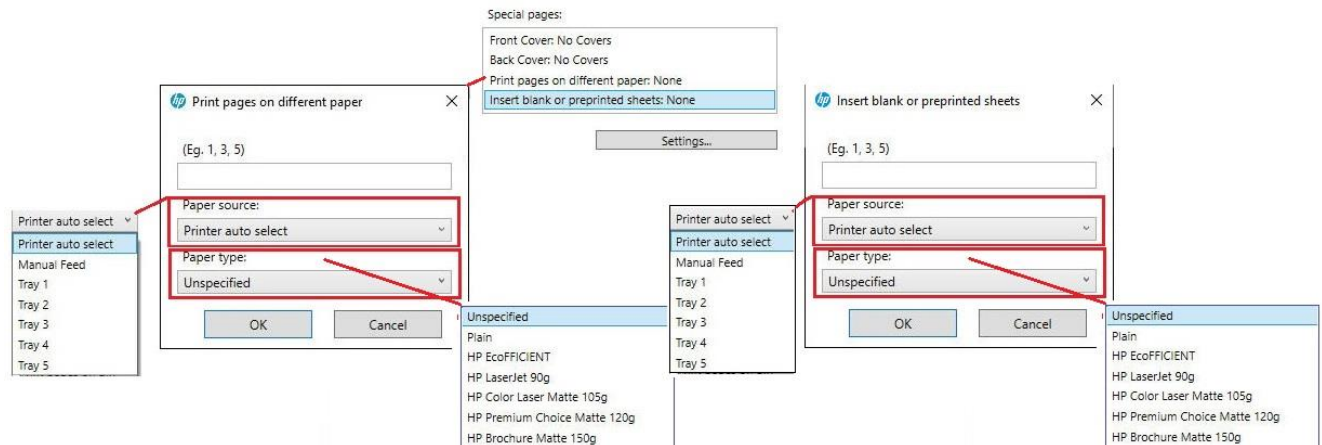 Special pages:
Front Cover: No Covers
Back Cover: No Covers
Print pages on different paper: None
Insert blank or preprinted sheets: None
Settings...
hp Print pages on different paper
(Eg. 1, 3, 5)
Paper source:
Printer auto select
Paper type:
Unspecified
OK Cancel
Printer auto select
Printer auto select
Manual Feed
Tray 1
Tray 2
Tray 3
Tray 4
Tray 5
Unspecified
Plain
HP EcoFFICIENT
HP LaserJet 90g
HP Color Laser Matte 105g
HP Premium Choice Matte 120g
HP Brochure Matte 150g
hp Insert blank or preprinted sheets
(Eg. 1, 3, 5)
Paper source:
Printer auto select
Paper type:
Unspecified
OK Cancel
Printer auto select
Printer auto select
Manual Feed
Tray 1
Tray 2
Tray 3
Tray 4
Tray 5
Unspecified
Plain
HP EcoFFICIENT
HP LaserJet 90g
HP Color Laser Matte 105g
HP Premium Choice Matte 120g
HP Brochure Matte 150g